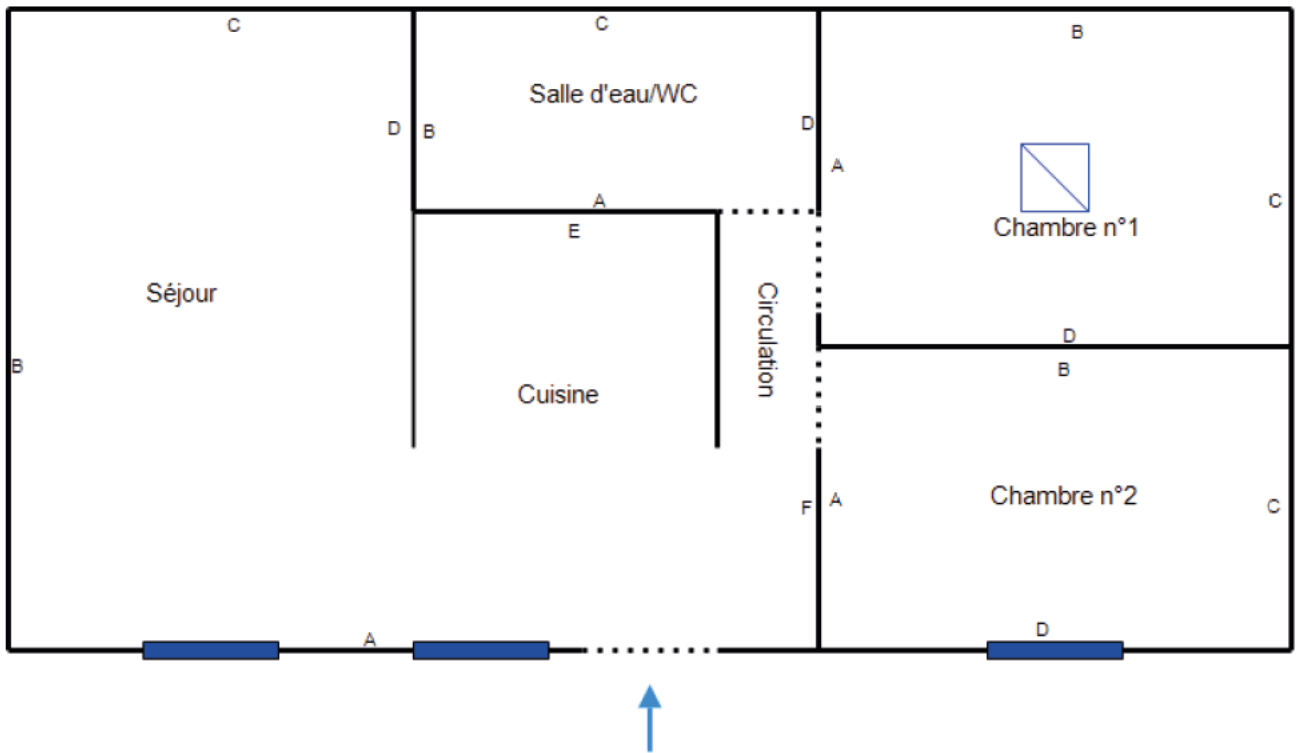 C
C
B
Salle d'eau/WC
D
B
D
A
C
A
E
Chambre n°1
Séjour
Circulation
D
B
B
Cuisine
Chambre n°2
F
A
C
A
D